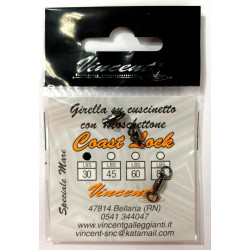 Vincent
Girella su cuscinetto
con Moschettone
Coast Lock
LBS LBS LBS
30 45 60
Speciale Mare
Vincent
47814 Bellaria (RN)
0541 344047
www.vincentgalleggianti.it
vincent-snc@katamail.com